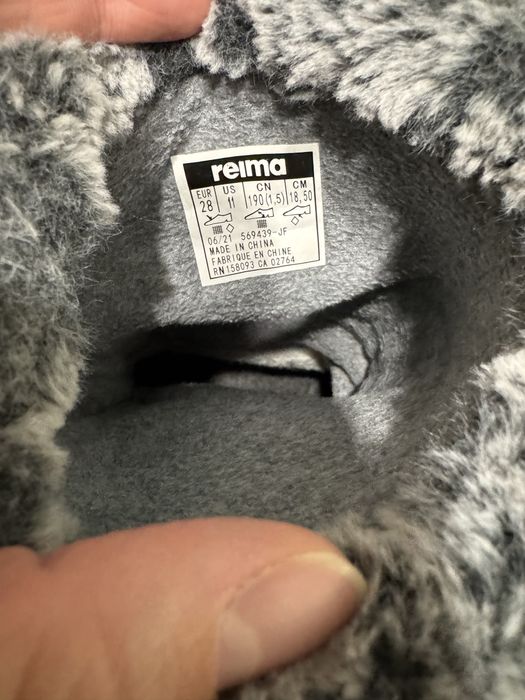 reima
EUR US CN CM
28 11 190(1,5) 18,50
06/21 569439-JF
MADE IN CHINA
FABRIQUE EN CHINE
RN 158093 CA 02764